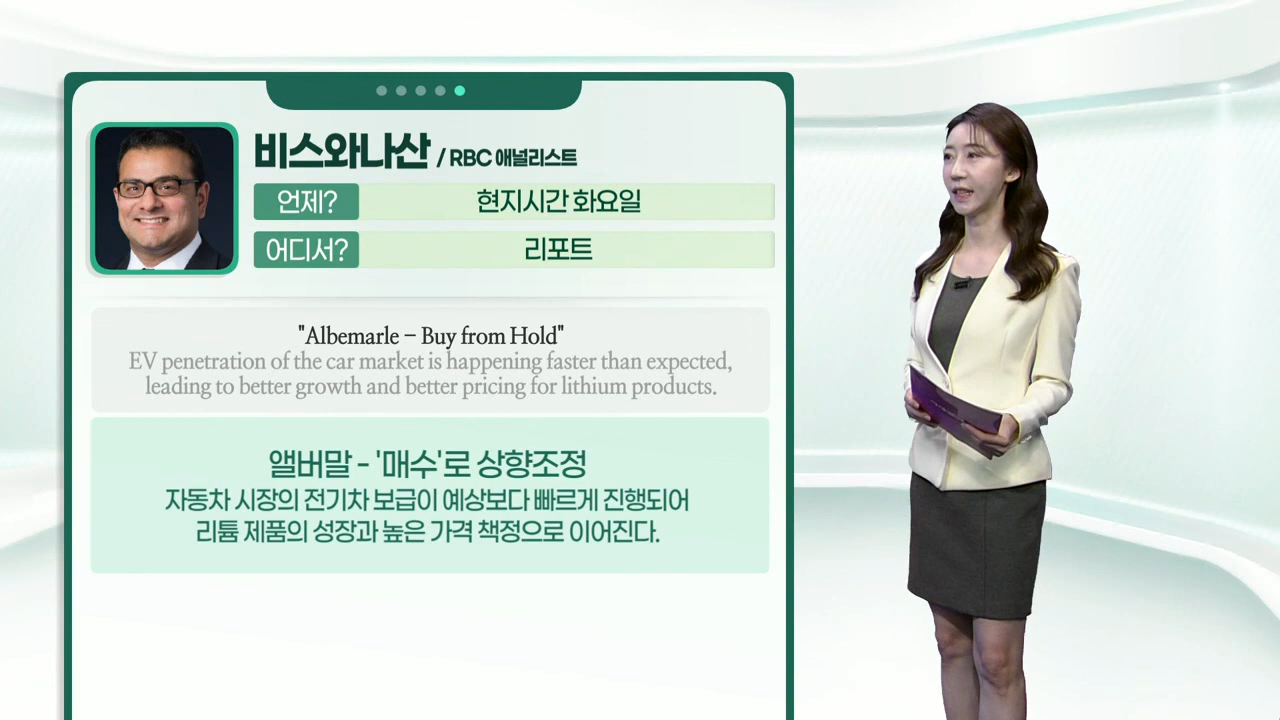 비스와나산 / RBC 애널리스트
언제? 현지시간 화요일
어디서? 리포트
"Albemarle – Buy from Hold"
EV penetration of the car market is happening faster than expected,
leading to better growth and better pricing for lithium products.
앨버말 - '매수'로 상향조정
자동차 시장의 전기차 보급이 예상보다 빠르게 진행되어
리튬 제품의 성장과 높은 가격 책정으로 이어진다.